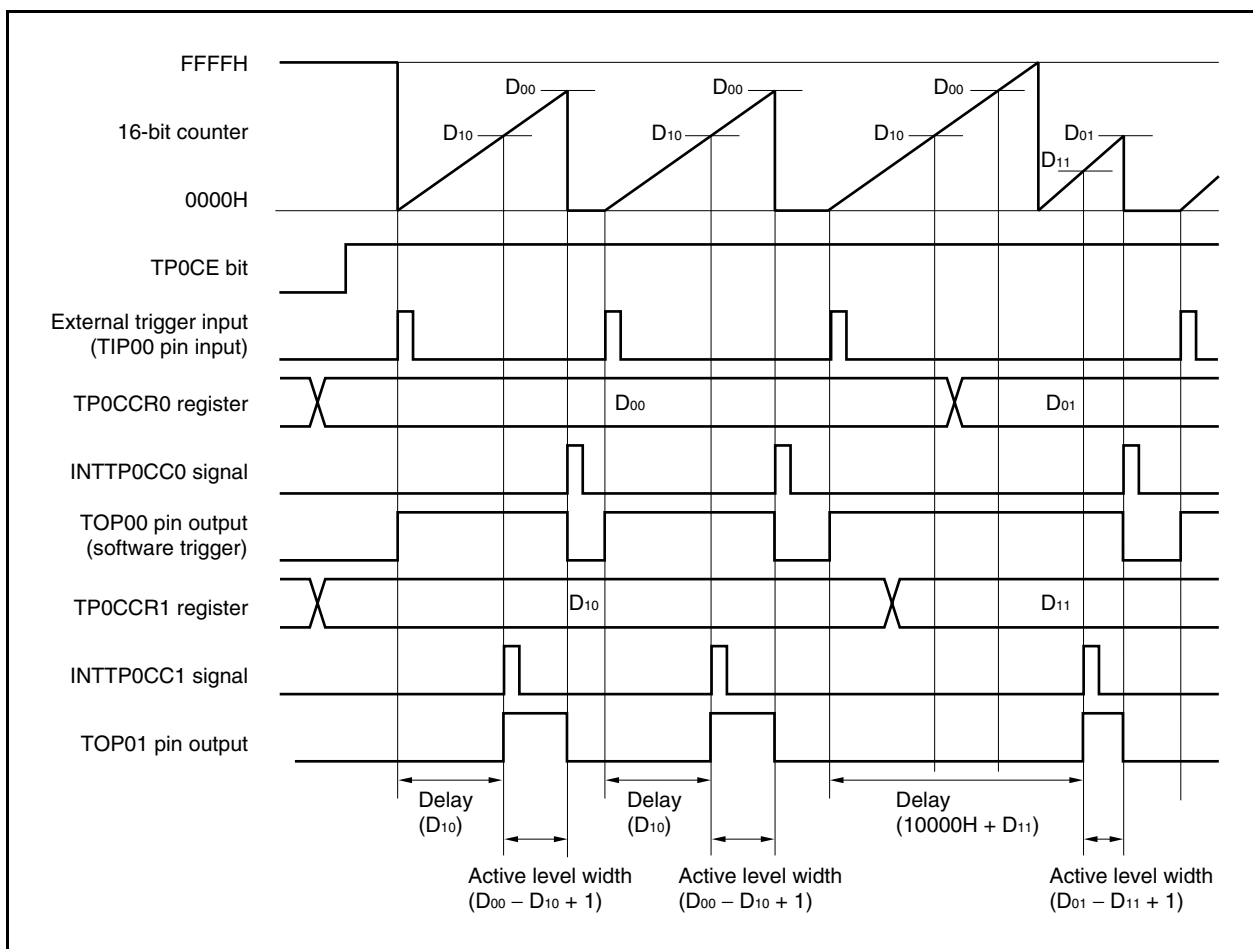 FFFFH
D00
D00
D00
16-bit counter
D10
D10
D10
D01
D11
0000H
TP0CE bit
External trigger input
(TIP00 pin input)
TP0CCR0 register
D00
D01
INTTP0CC0 signal
TOP00 pin output
(software trigger)
TP0CCR1 register
D10
D11
INTTP0CC1 signal
TOP01 pin output
Delay
(D10)
Delay
(D10)
Delay
(10000H + D11)
Active level width
(D00 − D10 + 1)
Active level width
(D00 − D10 + 1)
Active level width
(D01 − D11 + 1)